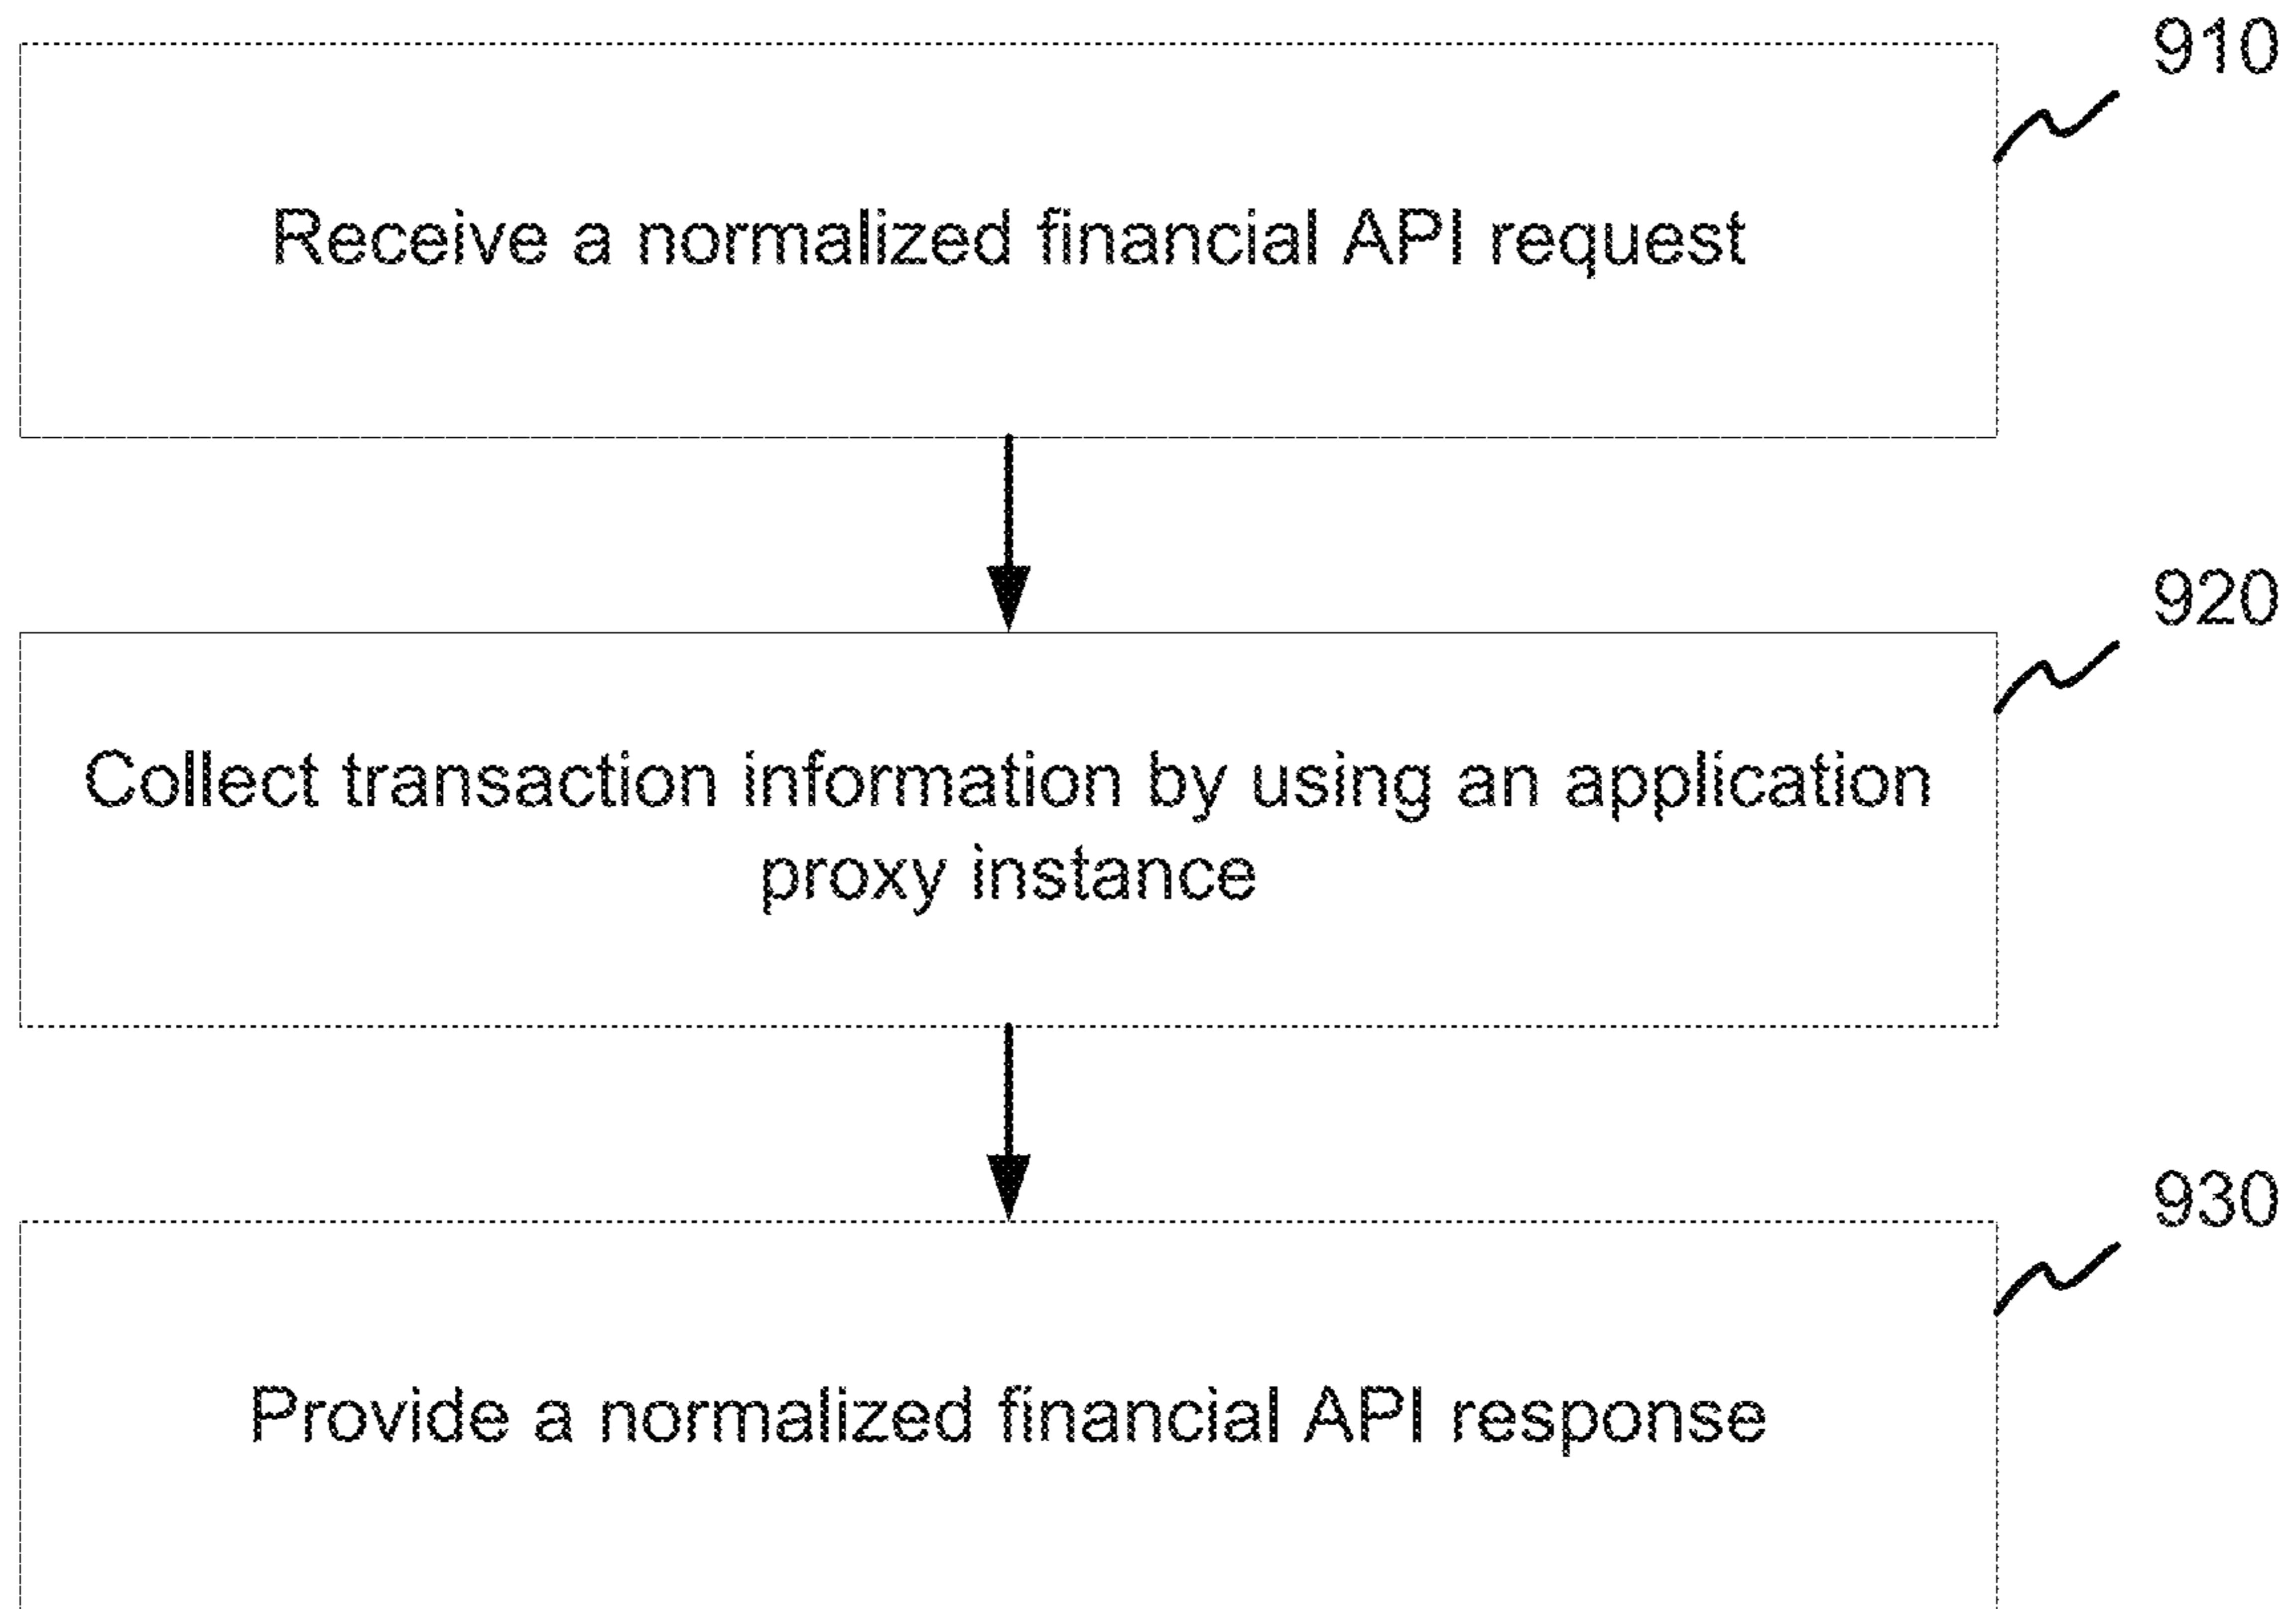 910
Receive a normalized financial API request
920
Collect transaction information by using an application
proxy instance
930
Provide a normalized financial API response